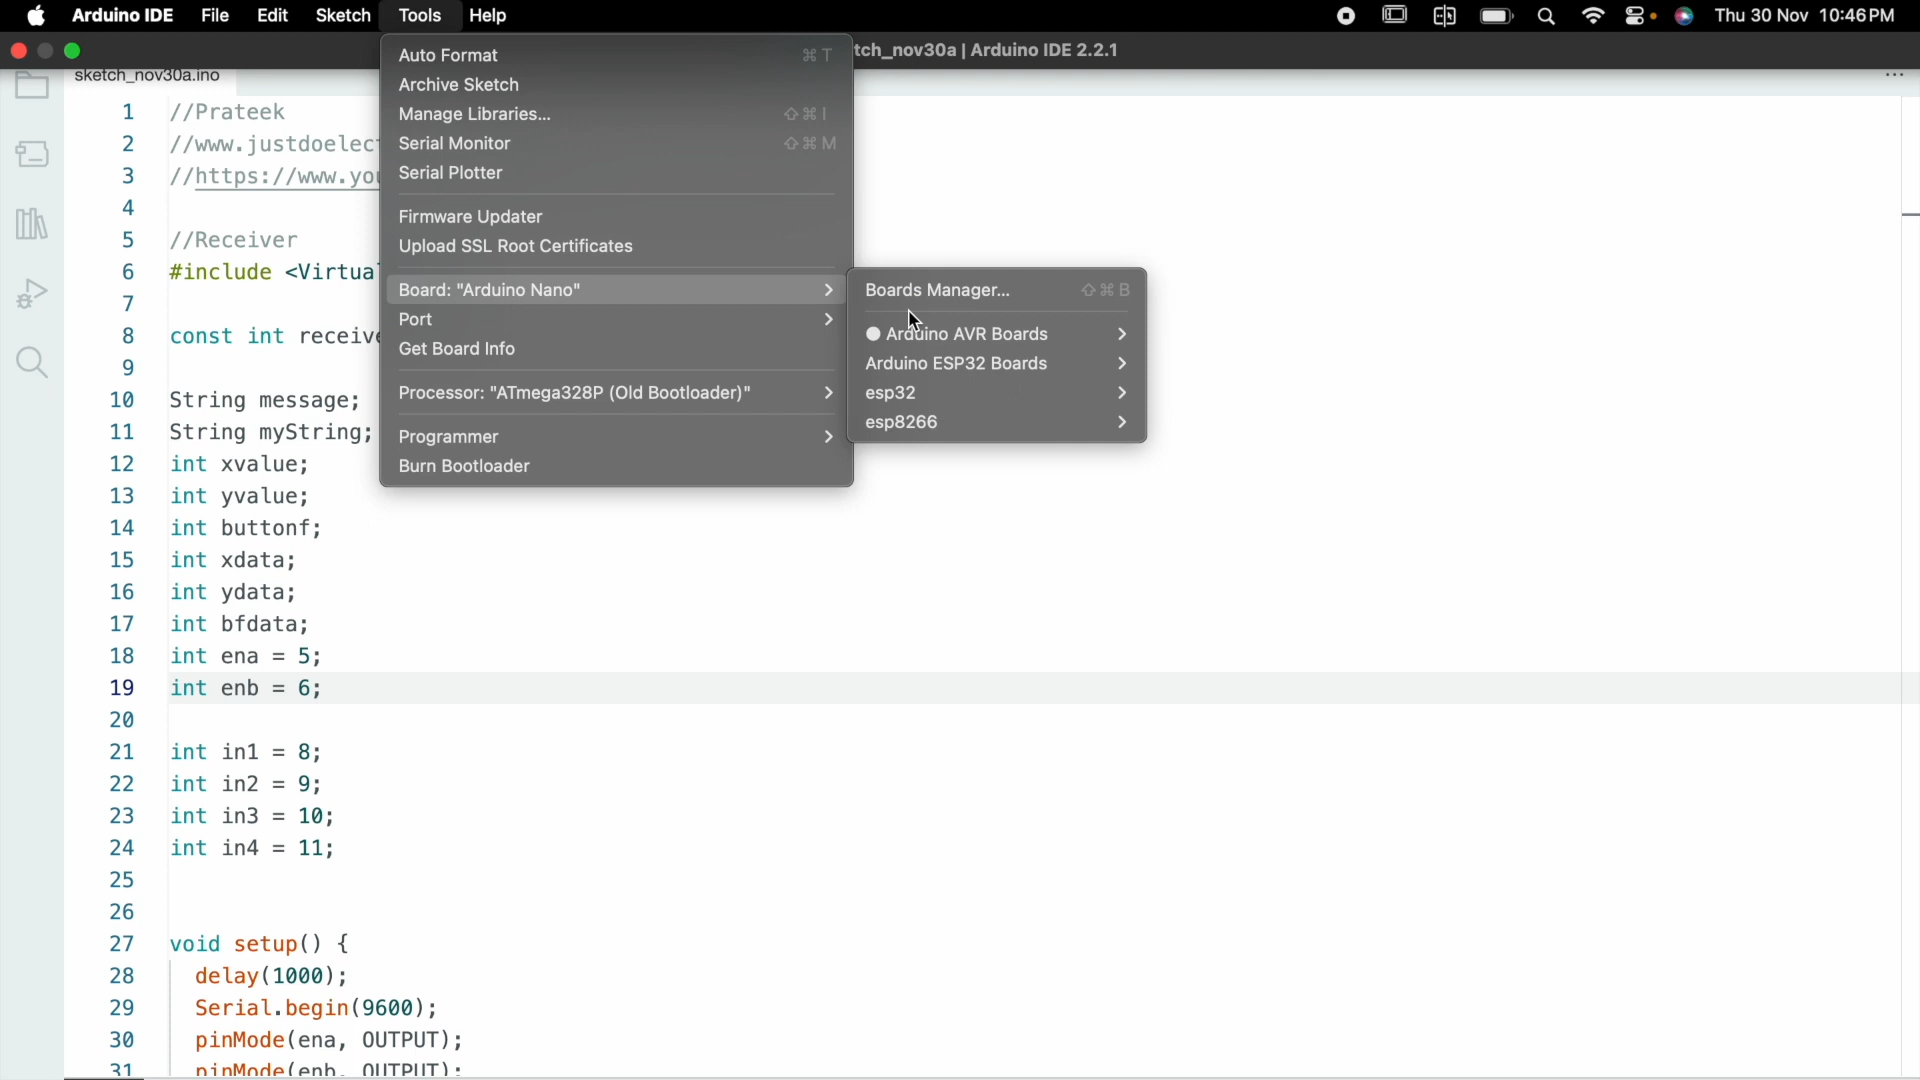 Arduino IDE File Edit Sketch Tools Help Thu 30 Nov 10:46 PM
tch_nov30a | Arduino IDE 2.2.1
sketch_nov30a.ino
Auto Format ⌘ T
Archive Sketch
Manage Libraries... ⇧ ⌘ I
Serial Monitor ⇧ ⌘ M
Serial Plotter
Firmware Updater
Upload SSL Root Certificates
Board: "Arduino Nano"
Port
Get Board Info
Processor: "ATmega328P (Old Bootloader)"
Programmer
Burn Bootloader
Boards Manager... ⇧ ⌘ B
Arduino AVR Boards
Arduino ESP32 Boards
esp32
esp8266
1 //Prateek
2 //www.justdoelect
3 //https://www.you
4
5 //Receiver
6 #include <Virtual
7
8 const int receive
9
10 String message;
11 String myString;
12 int xvalue;
13 int yvalue;
14 int buttonf;
15 int xdata;
16 int ydata;
17 int bfdata;
18 int ena = 5;
19 int enb = 6;
20
21 int in1 = 8;
22 int in2 = 9;
23 int in3 = 10;
24 int in4 = 11;
25
26
27 void setup() {
28 delay(1000);
29 Serial.begin(9600);
30 pinMode(ena, OUTPUT);
31 pinMode(enb, OUTPUT);